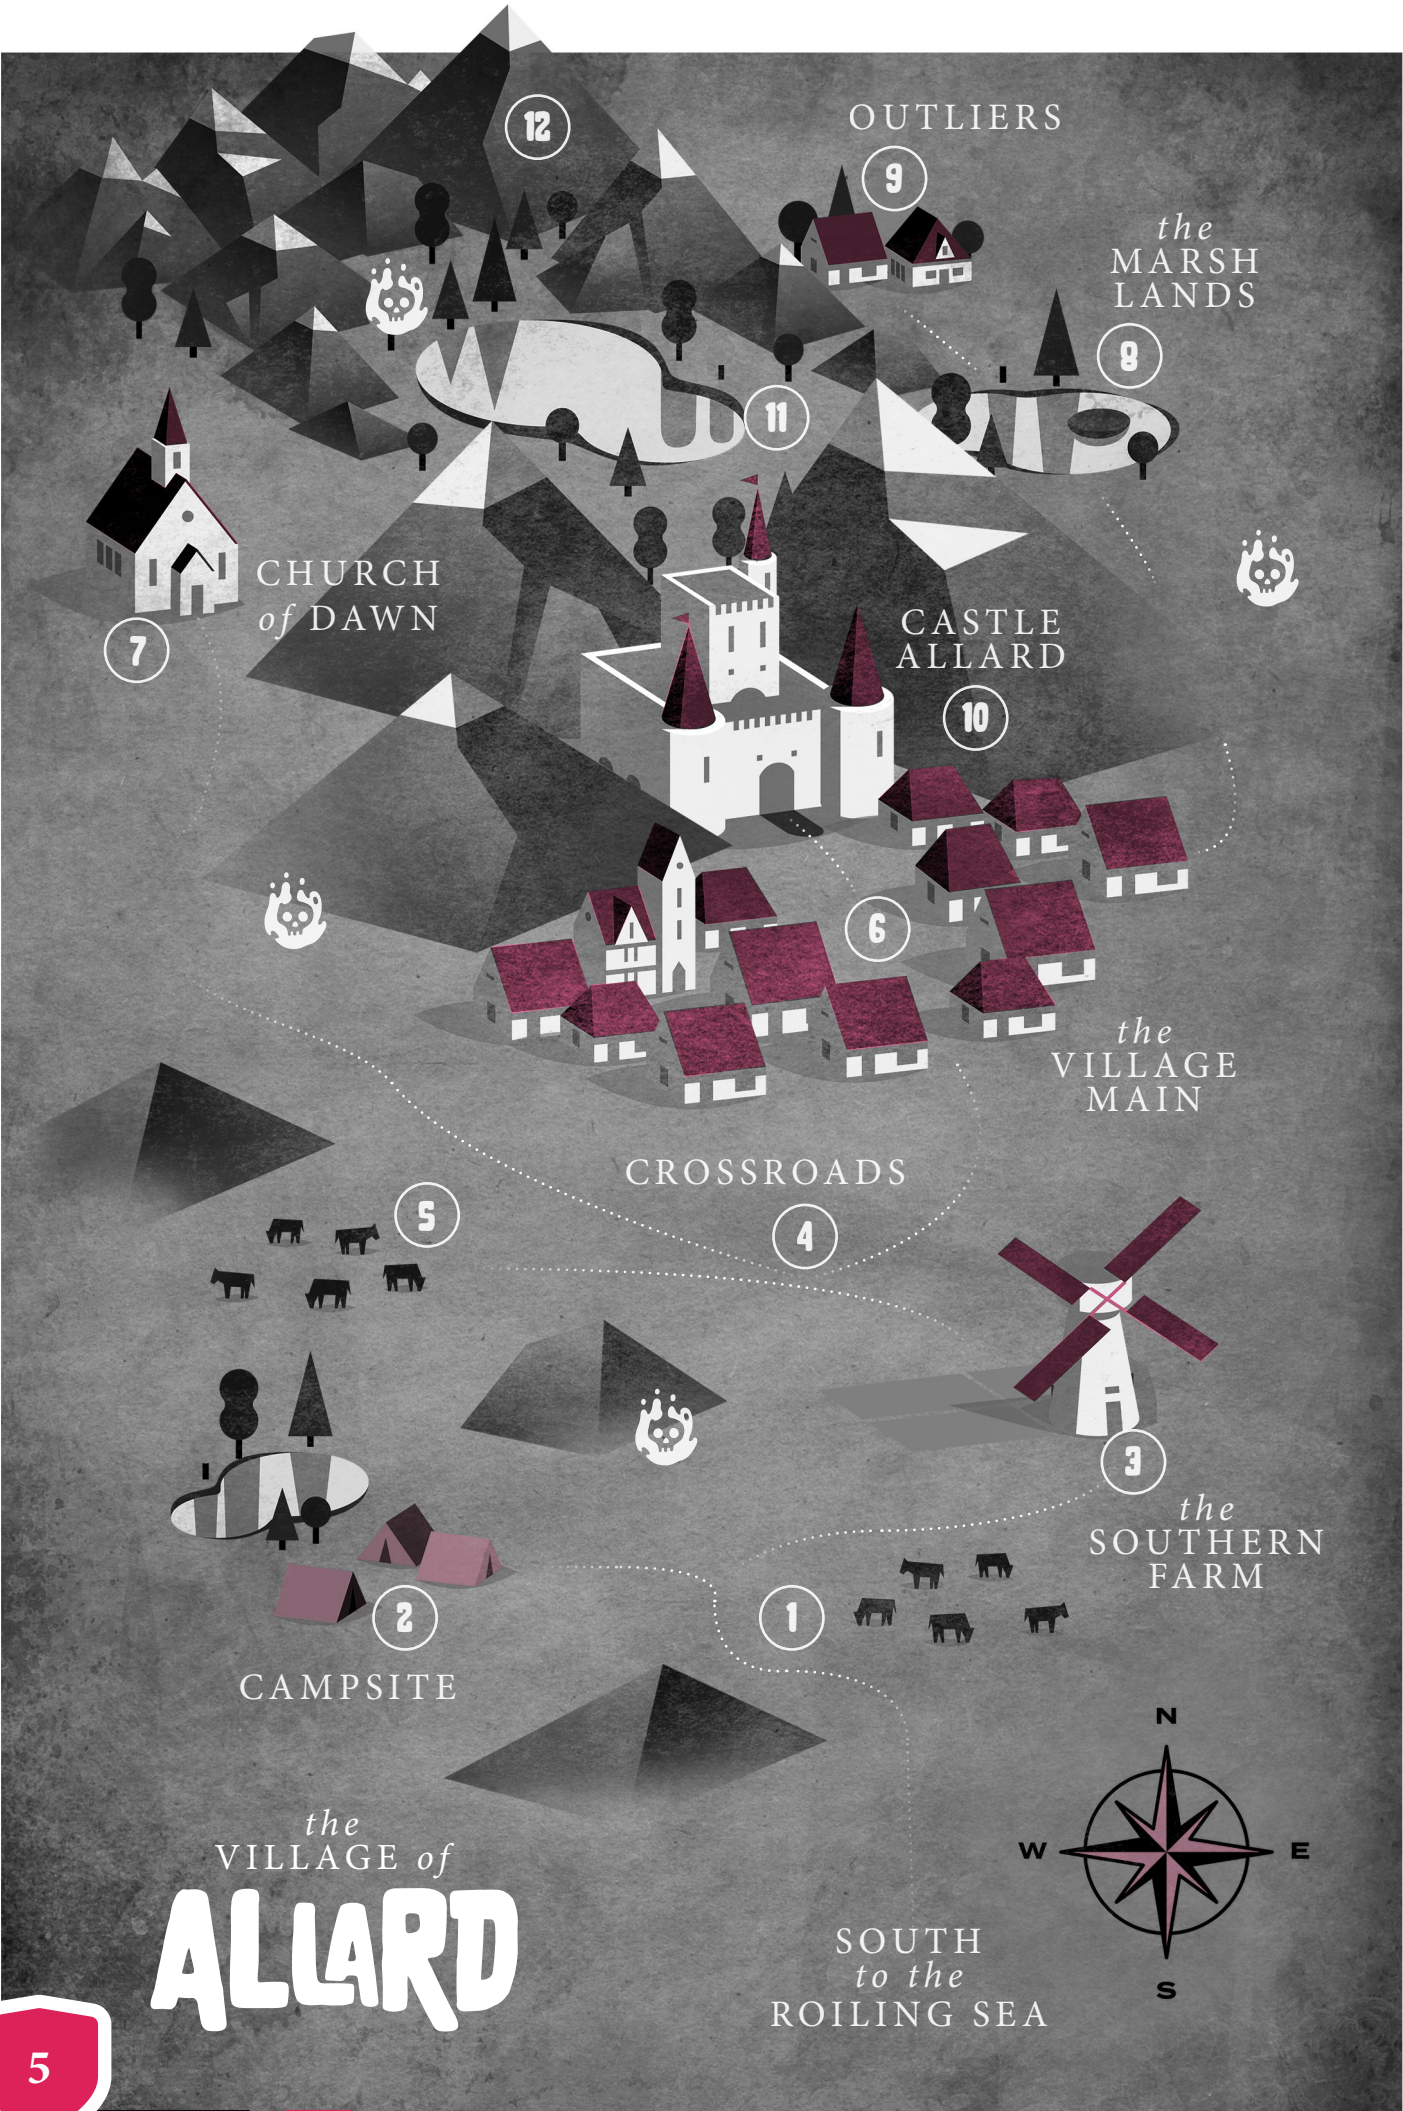 12
OUTLIERS
9
the
MARSH
LANDS
8
11
CHURCH
of DAWN
7
CASTLE
ALLARD
10
6
the
VILLAGE
MAIN
CROSSROADS
4
5
3
the
SOUTHERN
FARM
1
2
CAMPSITE
N
W
E
S
the
VILLAGE of
ALLARD
SOUTH
to the
ROILING SEA
5